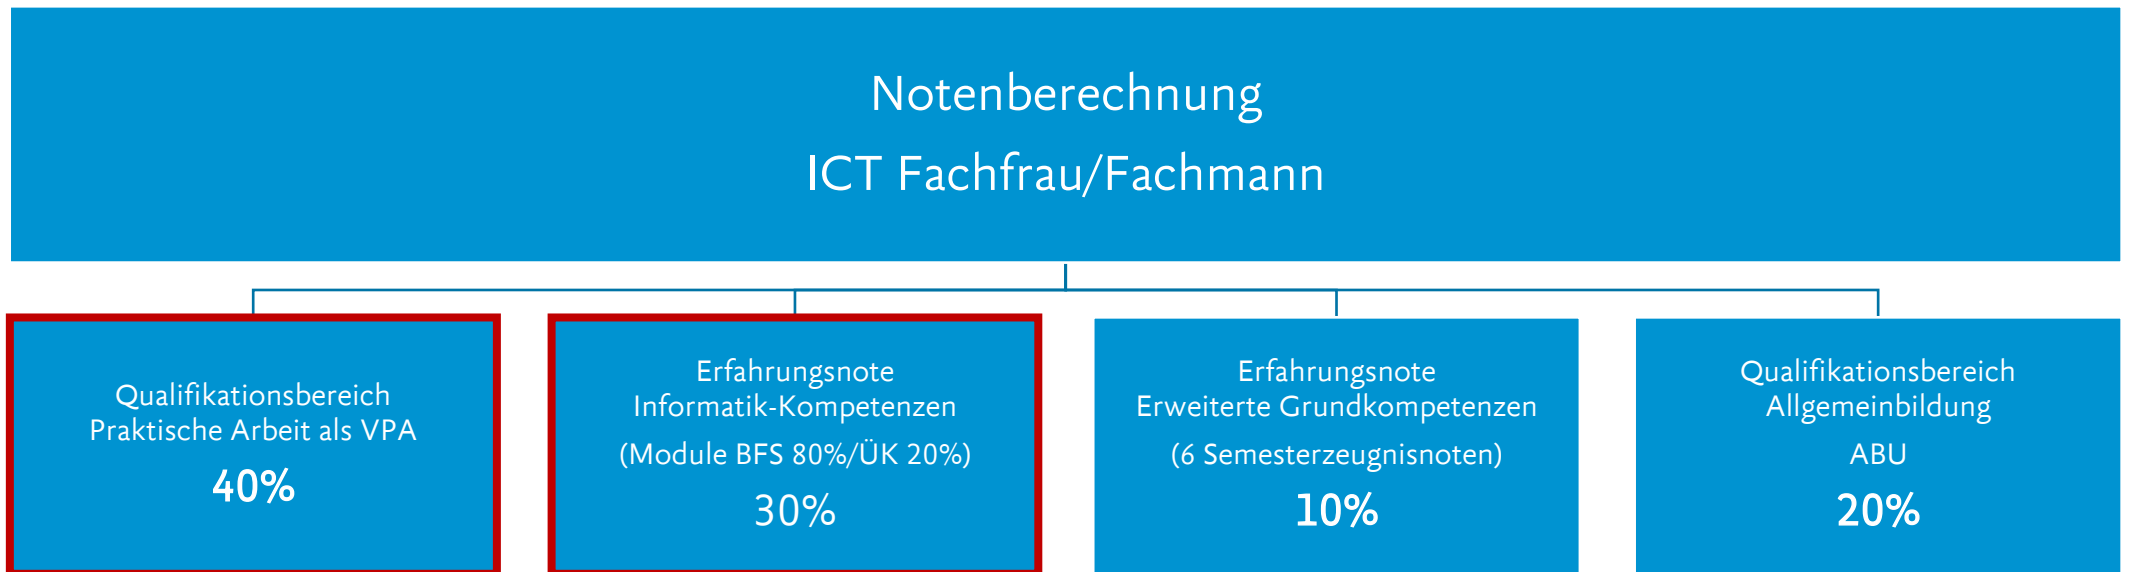 Notenberechnung
ICT Fachfrau/Fachmann
Qualifikationsbereich
Praktische Arbeit als VPA
40%
Erfahrungsnote
Informatik-Kompetenzen
(Module BFS 80%/ÜK 20%)
30%
Erfahrungsnote
Erweiterte Grundkompetenzen
(6 Semesterzeugnisnoten)
10%
Qualifikationsbereich
Allgemeinbildung
ABU
20%